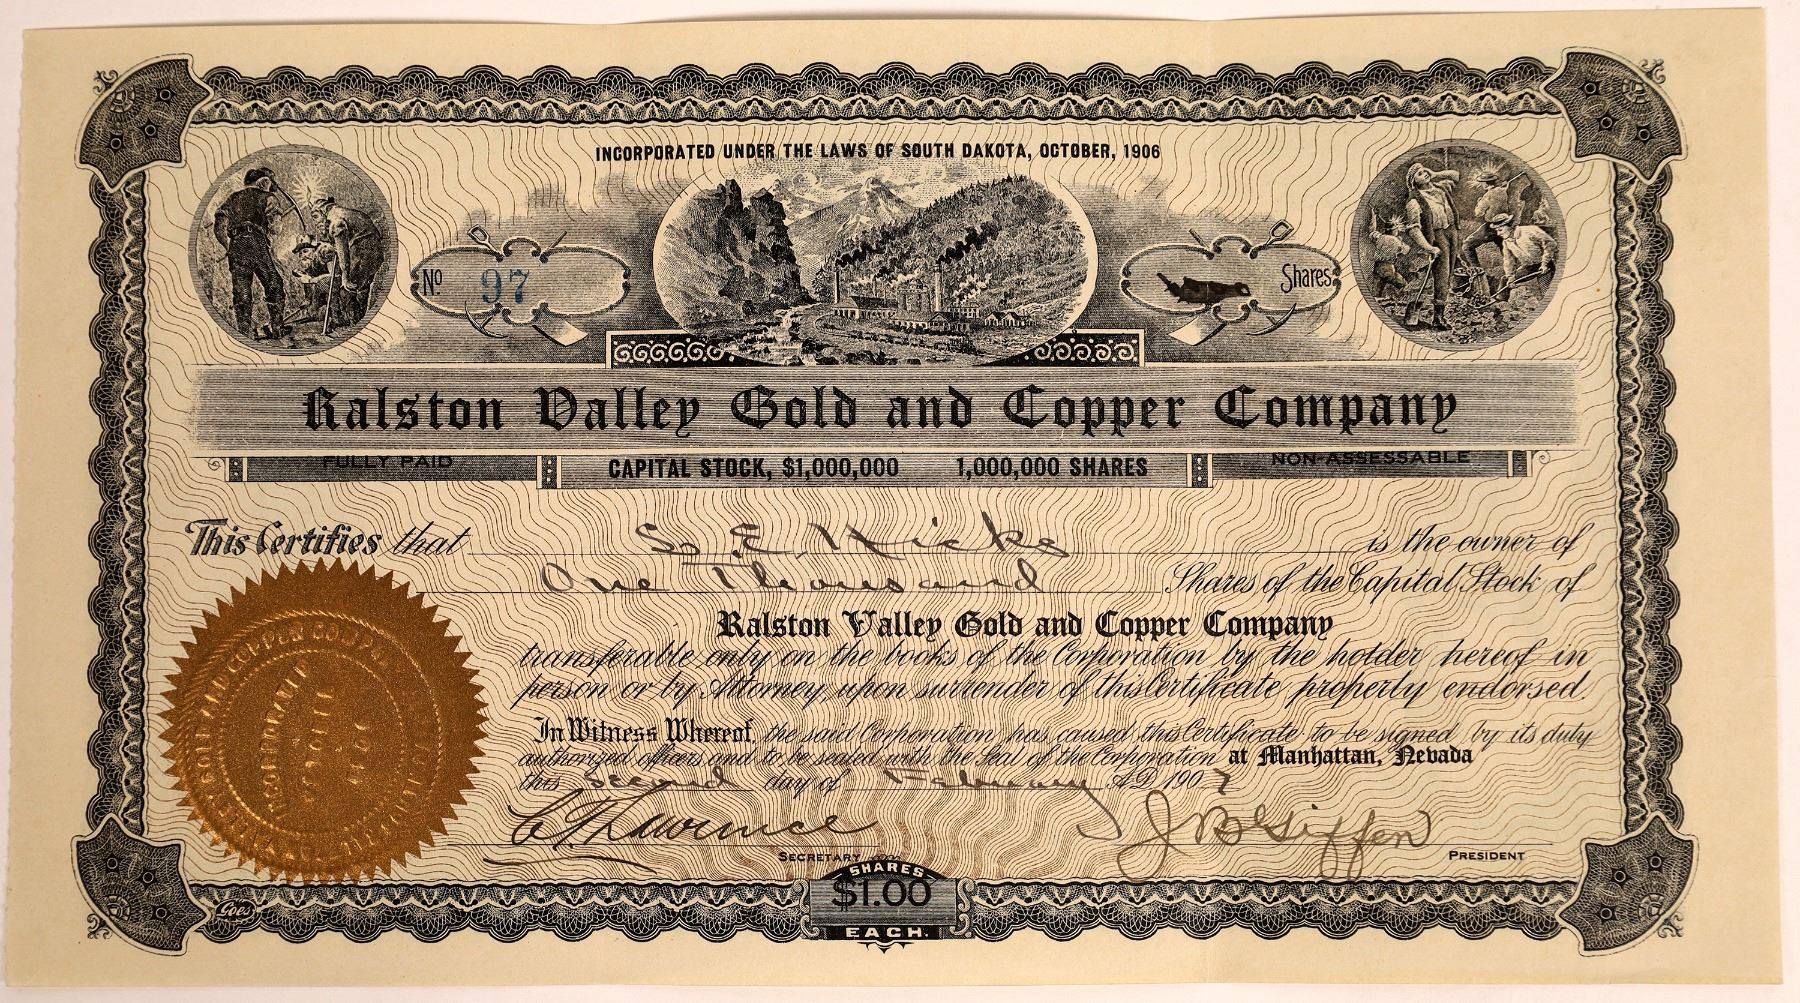 INCORPORATED UNDER THE LAWS OF SOUTH DAKOTA, OCTOBER, 1906
No 97
Shares
Ralston Valley Gold and Copper Company
FULLY PAID
CAPITAL STOCK, $1,000,000 1,000,000 SHARES
NON-ASSESSABLE
This Certifies that S. E. Hicks is the owner of
One Thousand Shares of the Capital Stock of
Ralston Valley Gold and Copper Company
transferable only on the books of the Corporation by the holder hereof in
person or by Attorney, upon surrender of this Certificate properly endorsed.
In Witness Whereof, the said Corporation has caused this Certificate to be signed by its duly
authorized officers and to be sealed with the Seal of the Corporation at Manhattan, Nevada
this second day of February A.D. 1907
Lawrence
SECRETARY
J B Giffen
PRESIDENT
Goes
SHARES
$1.00
EACH.